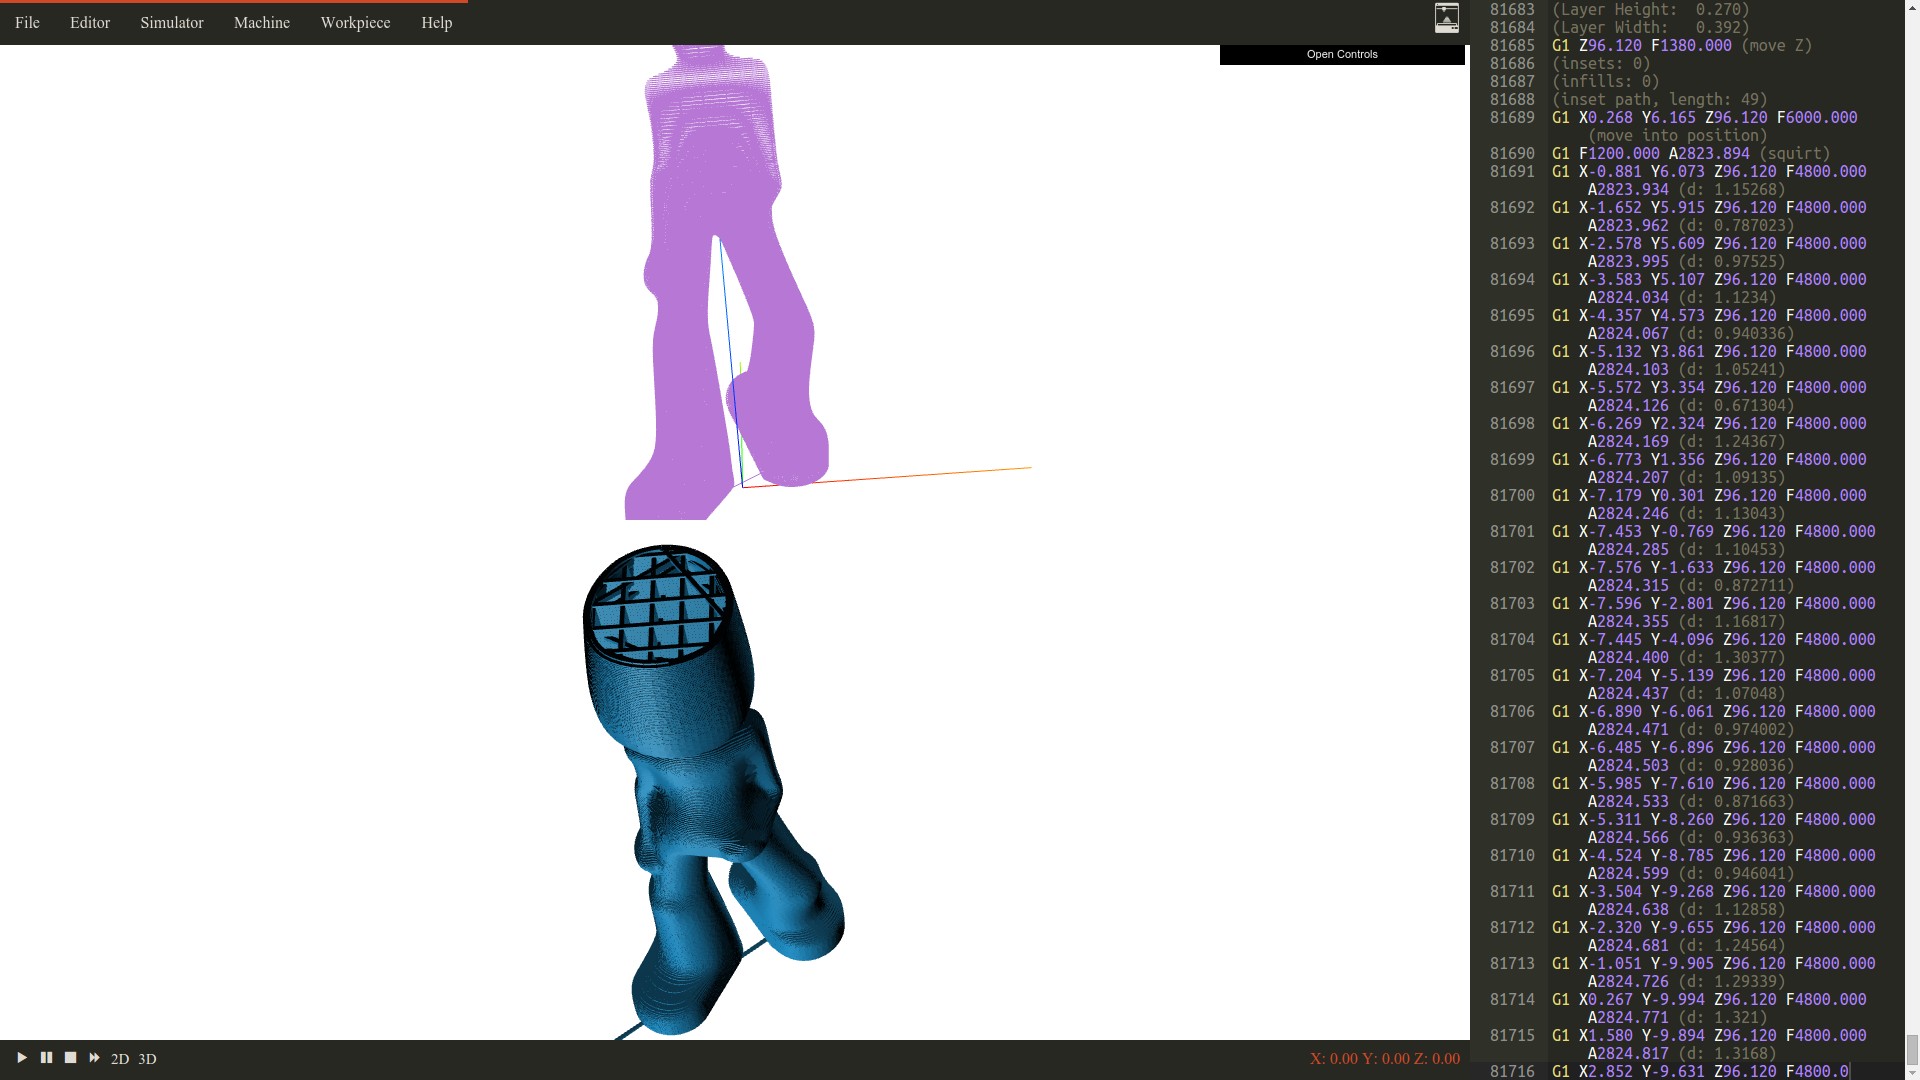 File Editor Simulator Machine Workpiece Help
Open Controls
81683 (Layer Height:  0.270)
81684 (Layer Width:   0.392)
81685 G1 Z96.120 F1380.000 (move Z)
81686 (insets: 0)
81687 (infills: 0)
81688 (inset path, length: 49)
81689 G1 X0.268 Y6.165 Z96.120 F6000.000
(move into position)
81690 G1 F1200.000 A2823.894 (squirt)
81691 G1 X-0.881 Y6.073 Z96.120 F4800.000
A2823.934 (d: 1.15268)
81692 G1 X-1.652 Y5.915 Z96.120 F4800.000
A2823.962 (d: 0.787023)
81693 G1 X-2.578 Y5.609 Z96.120 F4800.000
A2823.995 (d: 0.97525)
81694 G1 X-3.583 Y5.107 Z96.120 F4800.000
A2824.034 (d: 1.1234)
81695 G1 X-4.357 Y4.573 Z96.120 F4800.000
A2824.067 (d: 0.940336)
81696 G1 X-5.132 Y3.861 Z96.120 F4800.000
A2824.103 (d: 1.05241)
81697 G1 X-5.572 Y3.354 Z96.120 F4800.000
A2824.126 (d: 0.671304)
81698 G1 X-6.269 Y2.324 Z96.120 F4800.000
A2824.169 (d: 1.24367)
81699 G1 X-6.773 Y1.356 Z96.120 F4800.000
A2824.207 (d: 1.09135)
81700 G1 X-7.179 Y0.301 Z96.120 F4800.000
A2824.246 (d: 1.13043)
81701 G1 X-7.453 Y-0.769 Z96.120 F4800.000
A2824.285 (d: 1.10453)
81702 G1 X-7.576 Y-1.633 Z96.120 F4800.000
A2824.315 (d: 0.872711)
81703 G1 X-7.596 Y-2.801 Z96.120 F4800.000
A2824.355 (d: 1.16817)
81704 G1 X-7.445 Y-4.096 Z96.120 F4800.000
A2824.400 (d: 1.30377)
81705 G1 X-7.204 Y-5.139 Z96.120 F4800.000
A2824.437 (d: 1.07048)
81706 G1 X-6.890 Y-6.061 Z96.120 F4800.000
A2824.471 (d: 0.974002)
81707 G1 X-6.485 Y-6.896 Z96.120 F4800.000
A2824.503 (d: 0.928036)
81708 G1 X-5.985 Y-7.610 Z96.120 F4800.000
A2824.533 (d: 0.871663)
81709 G1 X-5.311 Y-8.260 Z96.120 F4800.000
A2824.566 (d: 0.936363)
81710 G1 X-4.524 Y-8.785 Z96.120 F4800.000
A2824.599 (d: 0.946041)
81711 G1 X-3.504 Y-9.268 Z96.120 F4800.000
A2824.638 (d: 1.12858)
81712 G1 X-2.320 Y-9.655 Z96.120 F4800.000
A2824.681 (d: 1.24564)
81713 G1 X-1.051 Y-9.905 Z96.120 F4800.000
A2824.726 (d: 1.29339)
81714 G1 X0.267 Y-9.994 Z96.120 F4800.000
A2824.771 (d: 1.321)
81715 G1 X1.580 Y-9.894 Z96.120 F4800.000
A2824.817 (d: 1.3168)
81716 G1 X2.852 Y-9.631 Z96.120 F4800.0
2D 3D
X: 0.00 Y: 0.00 Z: 0.00